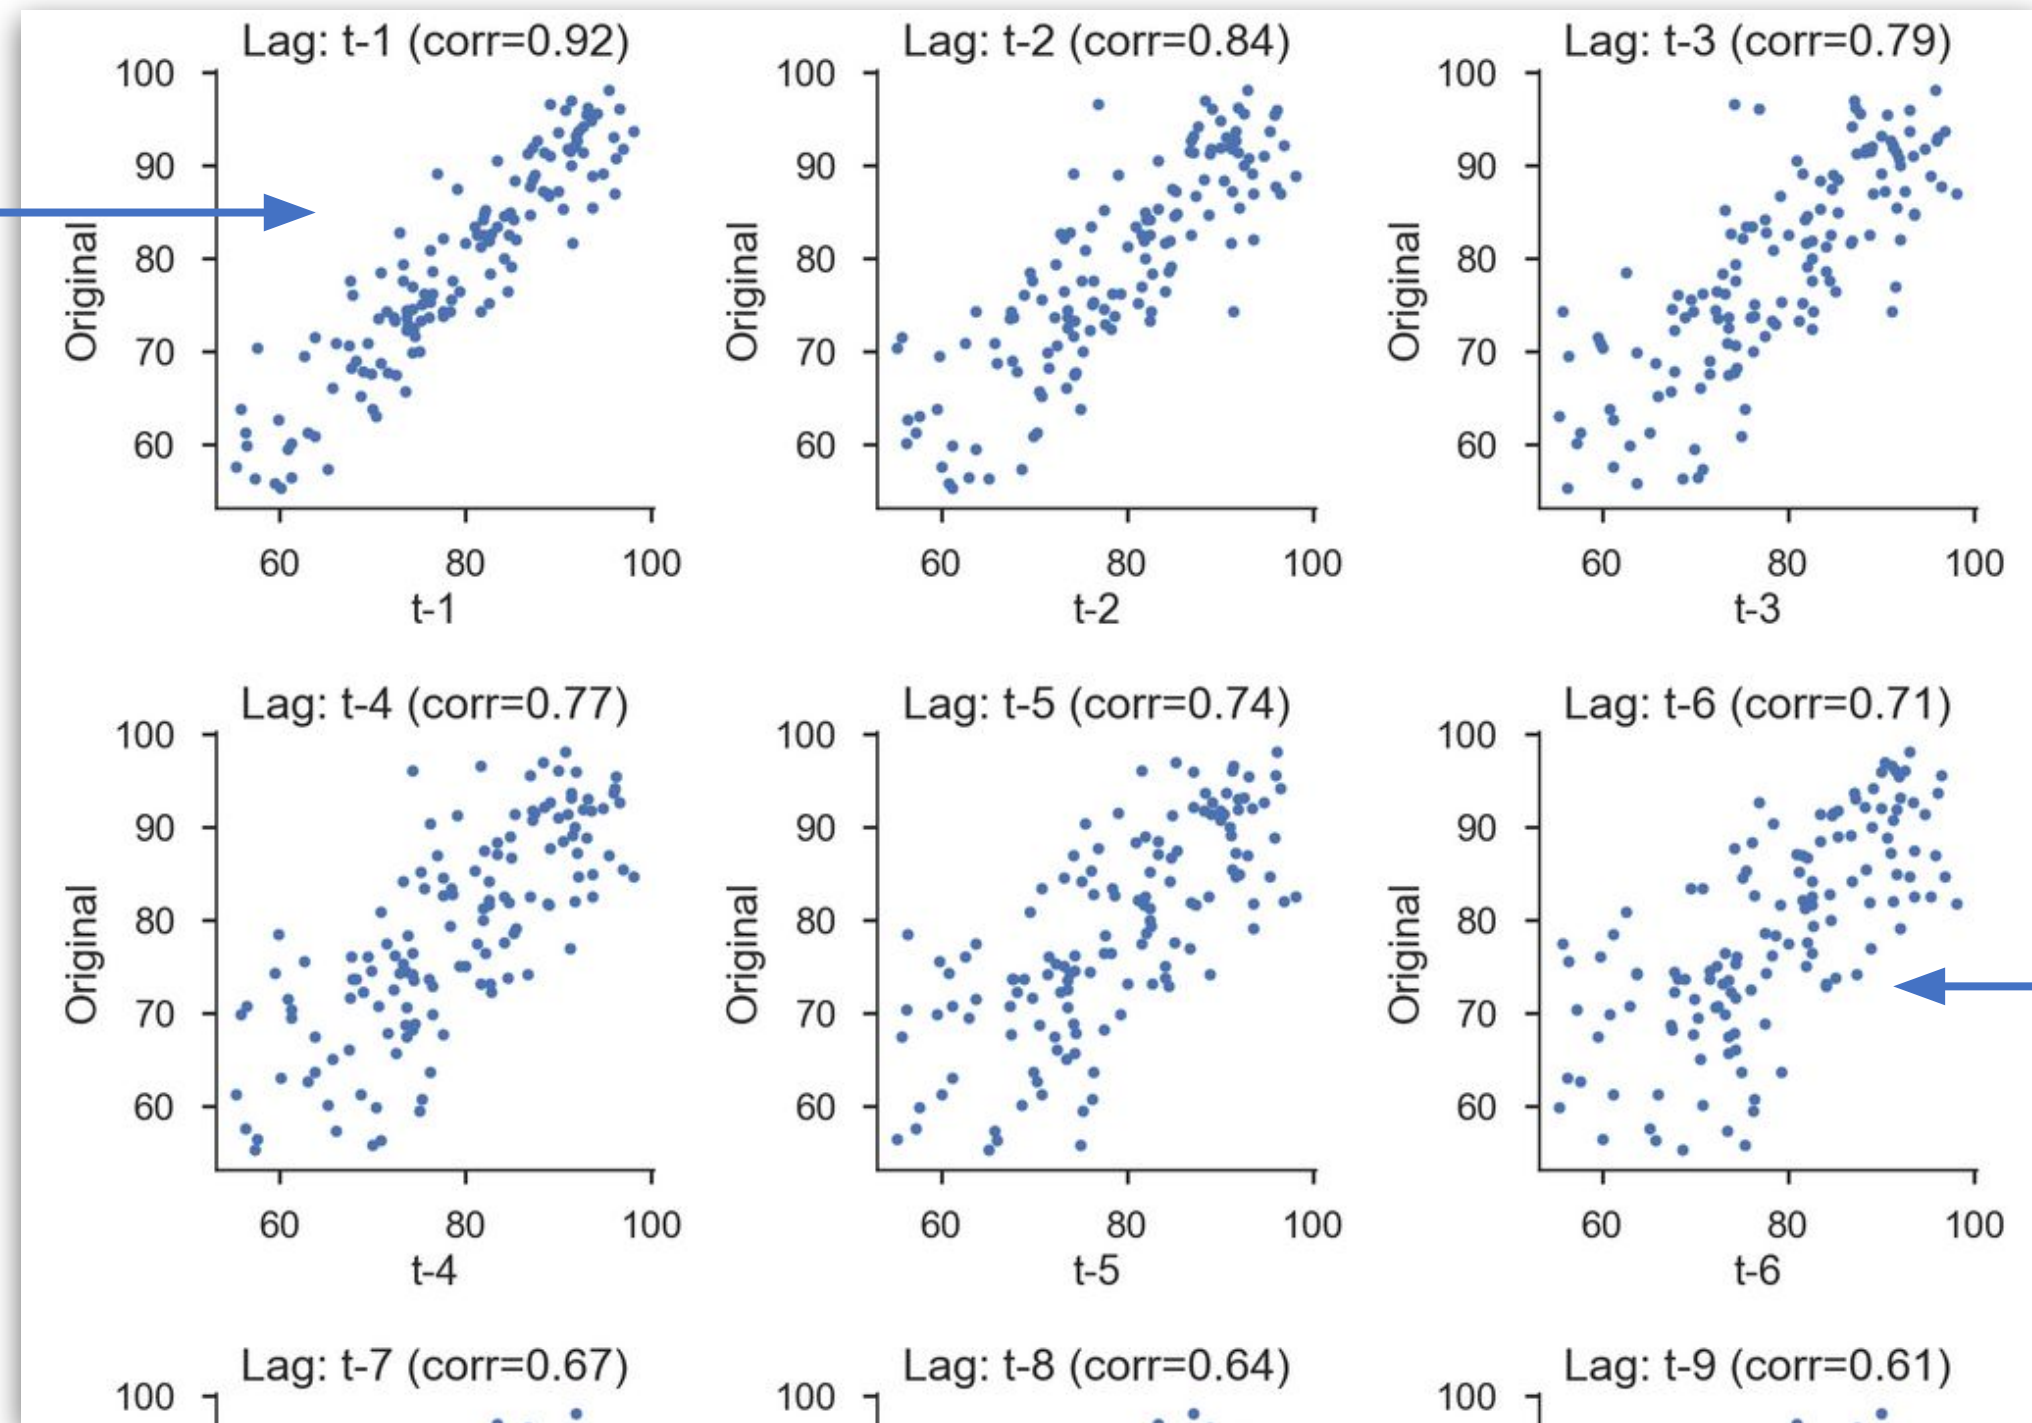 Lag: t-1 (corr=0.92)
100
90
80
70
60
Original
60 80 100
t-1
Lag: t-2 (corr=0.84)
100
90
80
70
60
Original
60 80 100
t-2
Lag: t-3 (corr=0.79)
100
90
80
70
60
Original
60 80 100
t-3
Lag: t-4 (corr=0.77)
100
90
80
70
60
Original
60 80 100
t-4
Lag: t-5 (corr=0.74)
100
90
80
70
60
Original
60 80 100
t-5
Lag: t-6 (corr=0.71)
100
90
80
70
60
Original
60 80 100
t-6
Lag: t-7 (corr=0.67)
100
Lag: t-8 (corr=0.64)
100
Lag: t-9 (corr=0.61)
100